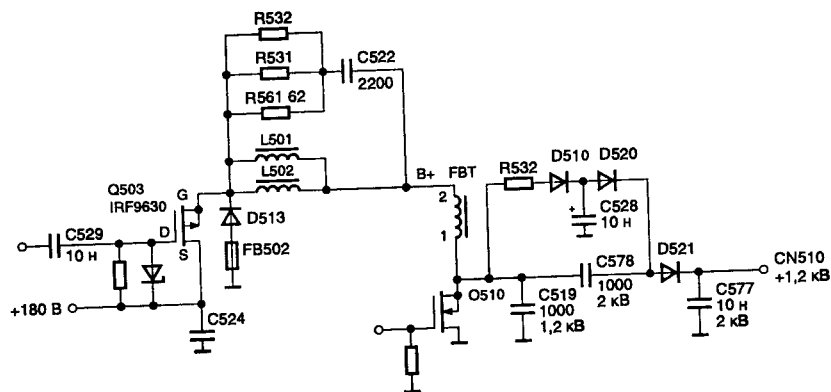 R532
R531
C522
2200
R561 62
L501
L502
B+
FBT
2
1
Q503
IRF9630
G
D
S
D513
FB502
C529
10 н
+180 В
C524
R532
D510
D520
+
C528
10 н
D521
C578
1000
2 кВ
CN510
+1,2 кВ
O510
C519
1000
1,2 кВ
C577
10 н
2 кВ